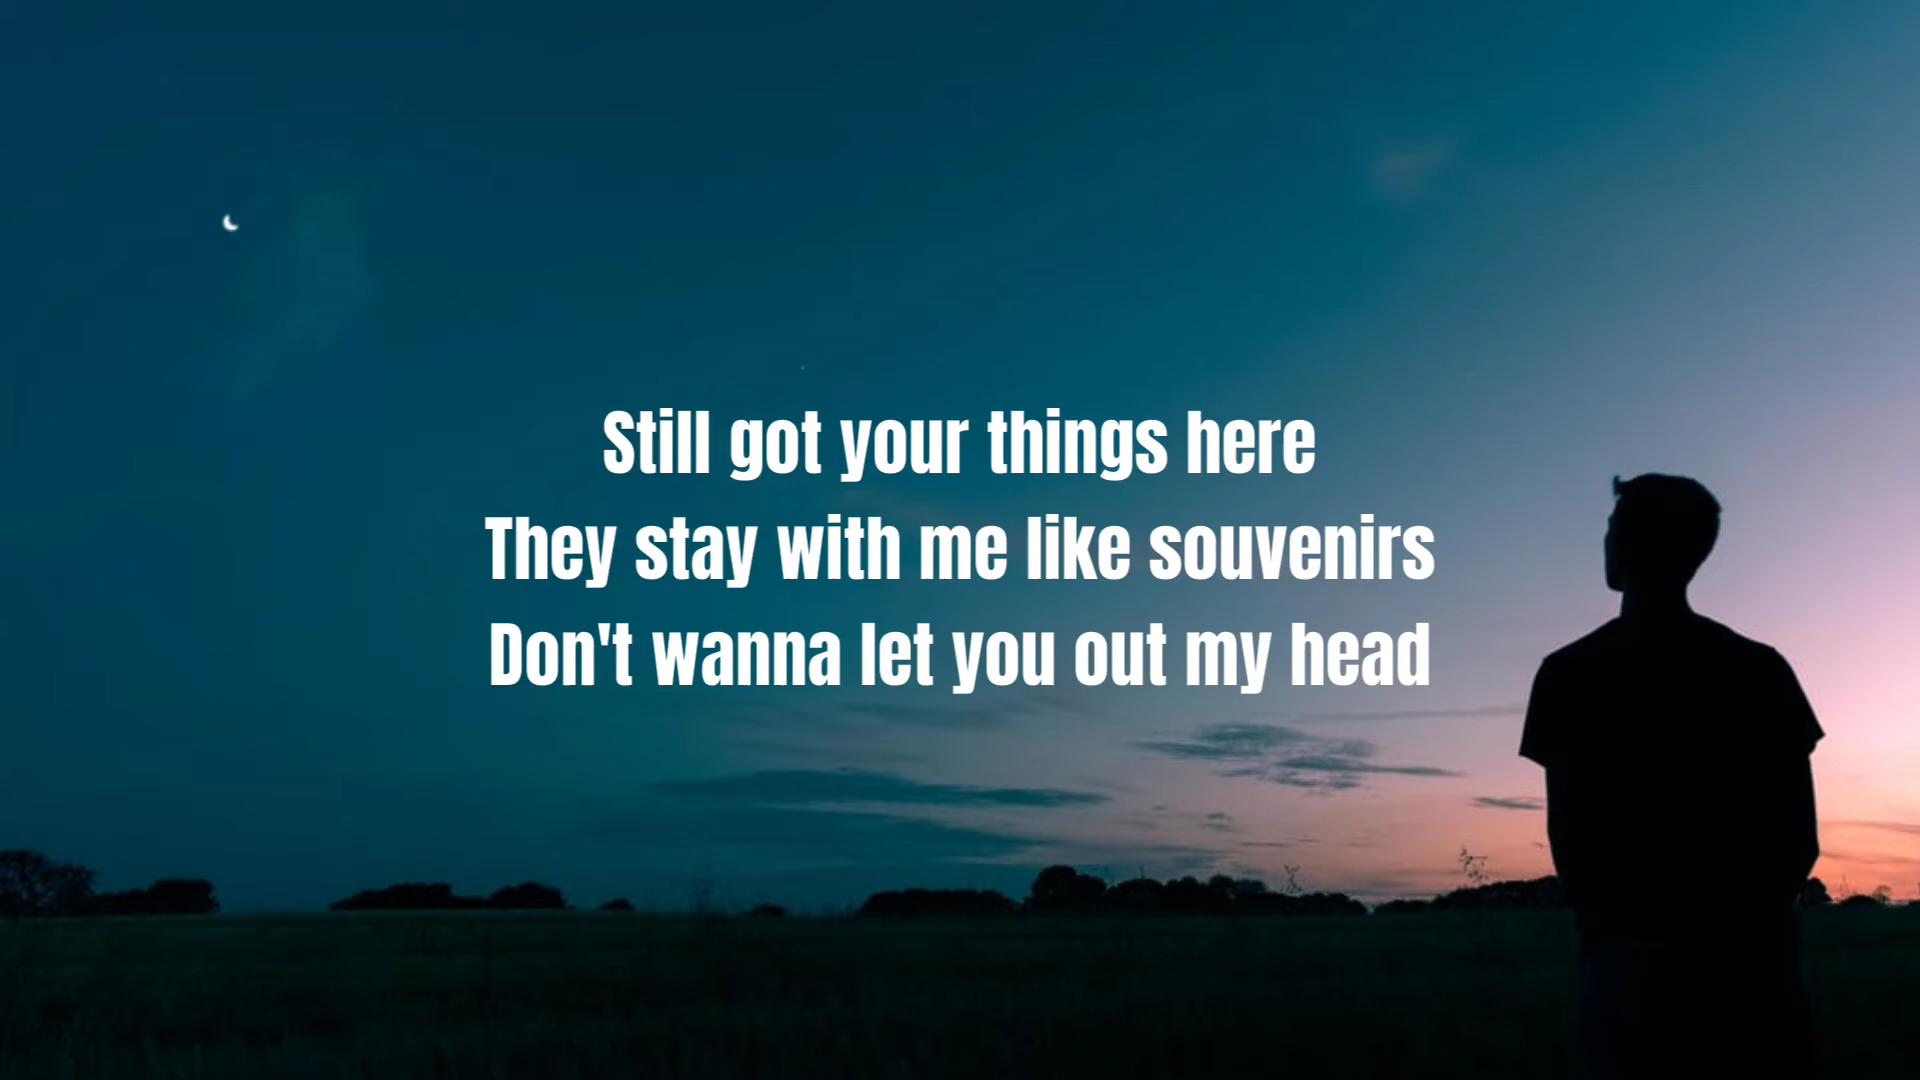 Still got your things here
They stay with me like souvenirs
Don't wanna let you out my head